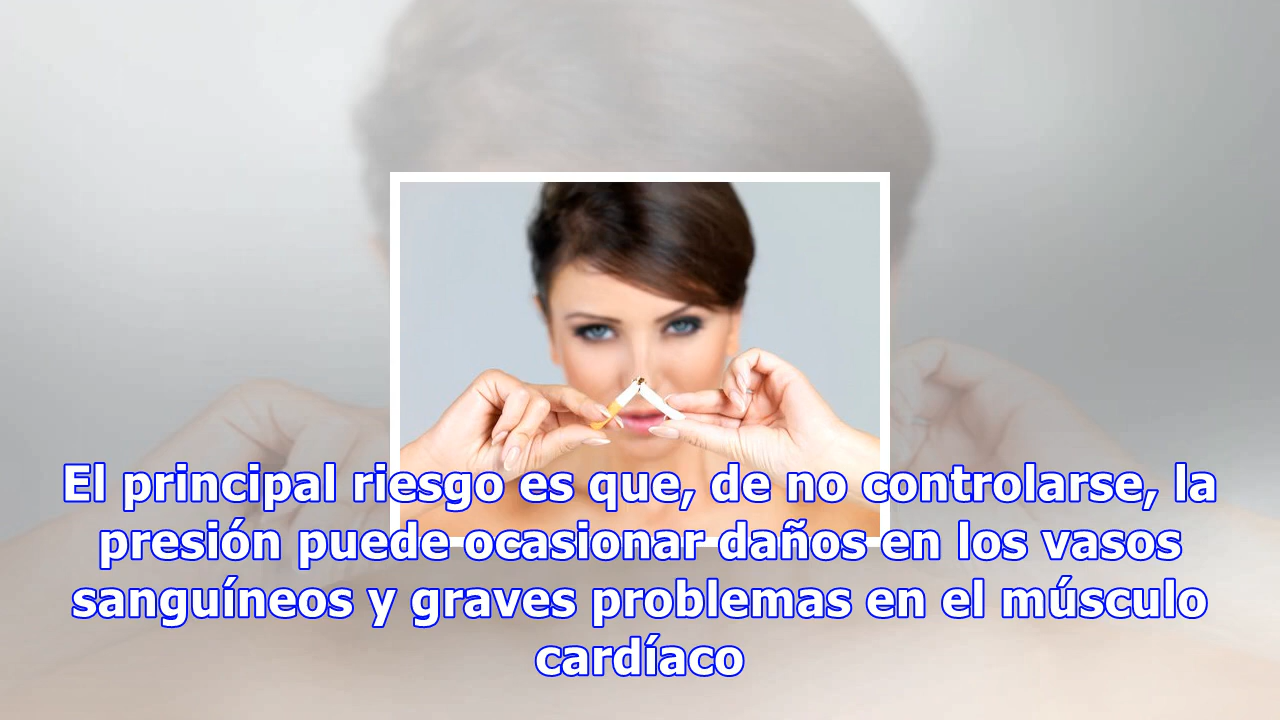 El principal riesgo es que, de no controlarse, la
presión puede ocasionar daños en los vasos
sanguíneos y graves problemas en el músculo
cardíaco